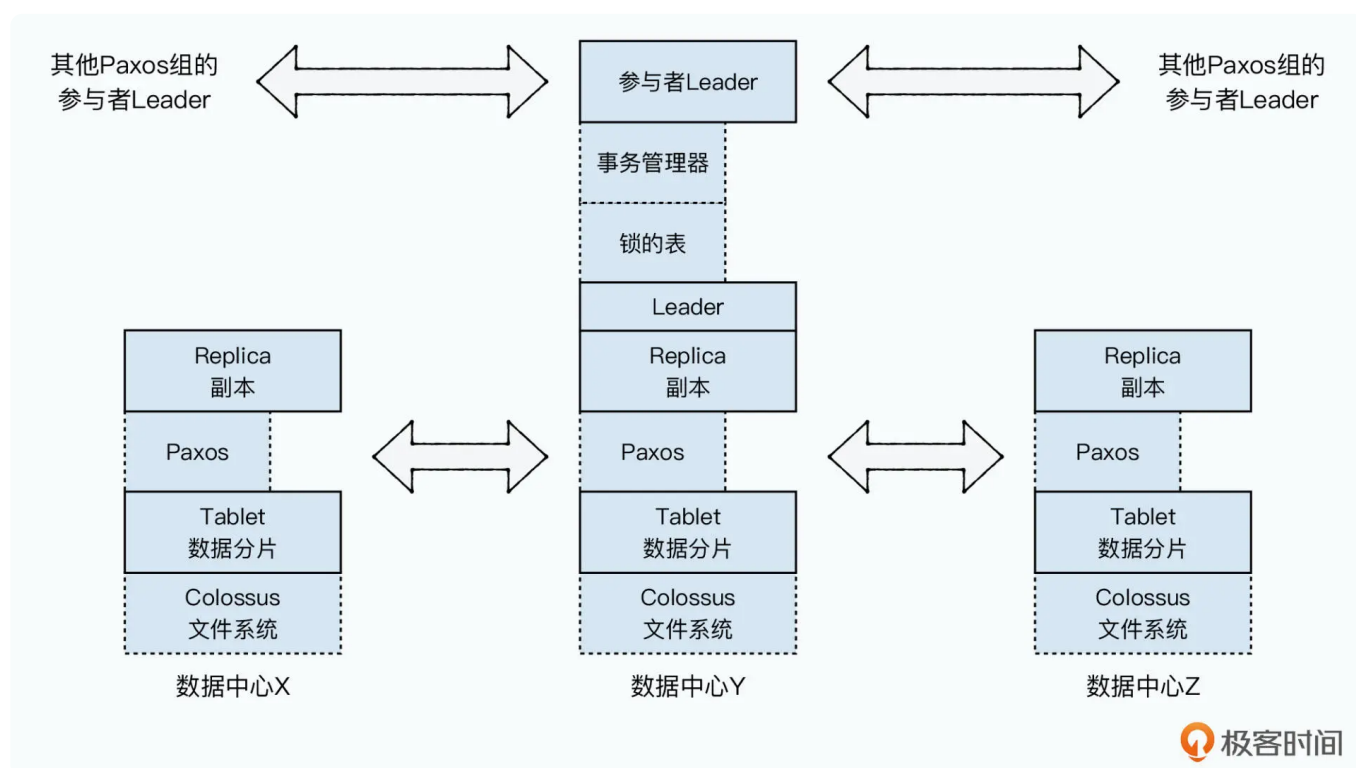 其他Paxos组的
参与者Leader
参与者Leader
其他Paxos组的
参与者Leader
事务管理器
锁的表
Leader
Replica
副本
Replica
副本
Replica
副本
Paxos
Paxos
Paxos
Tablet
数据分片
Tablet
数据分片
Tablet
数据分片
Colossus
文件系统
Colossus
文件系统
Colossus
文件系统
数据中心X
数据中心Y
数据中心Z
极客时间